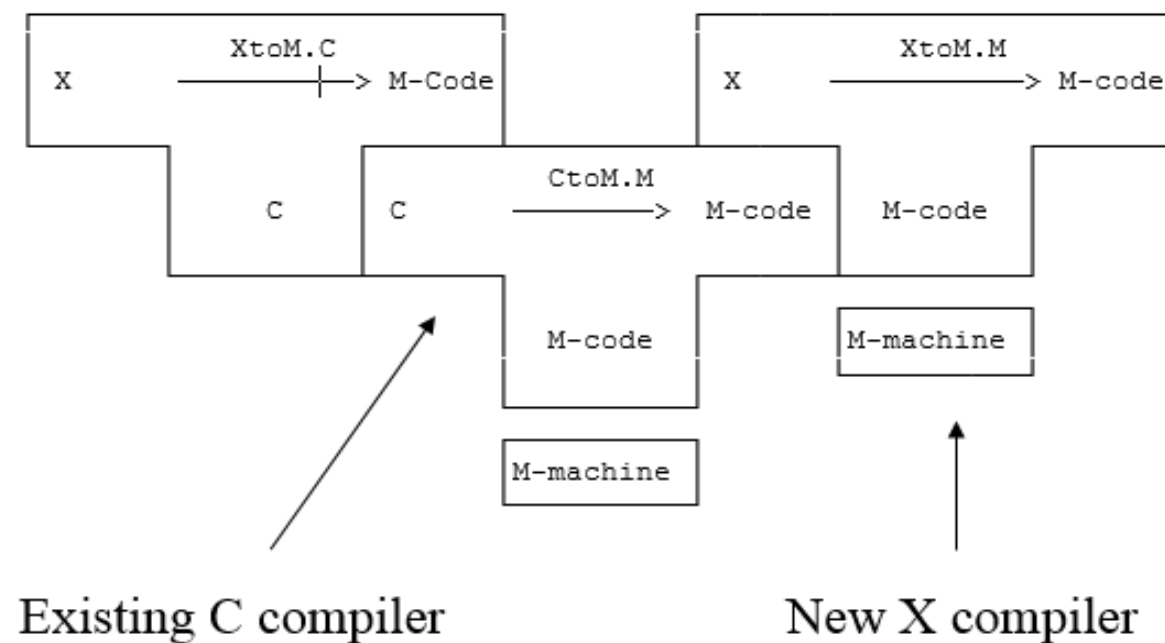 XtoM.C
X M-Code
XtoM.M
X M-code
C
CtoM.M
C M-code
M-code
M-code
M-machine
M-machine
Existing C compiler
New X compiler